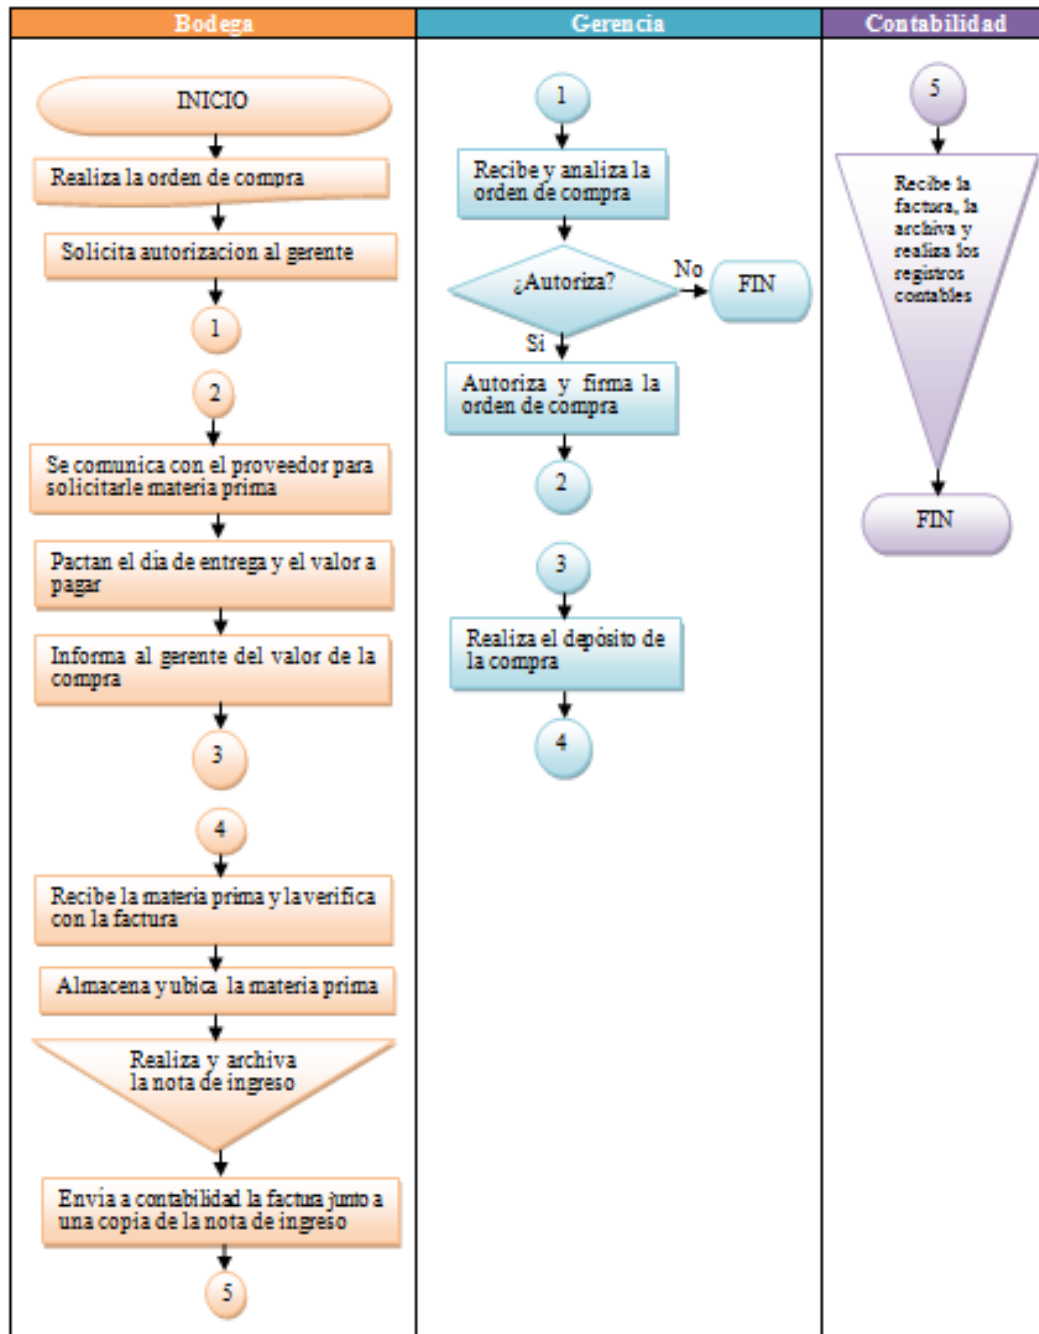 Bodega
INICIO
Realiza la orden de compra
Solicita autorizacion al gerente
1
2
Se comunica con el proveedor para
solicitarle materia prima
Pactan el día de entrega y el valor a
pagar
Informa al gerente del valor de la
compra
3
4
Recibe la materia prima y la verifica
con la factura
Almacena y ubica la materia prima
Realiza y archiva
la nota de ingreso
Envía a contabilidad la factura junto a
una copia de la nota de ingreso
5
Gerencia
1
Recibe y analiza la
orden de compra
¿Autoriza?
No
FIN
Si
Autoriza y firma la
orden de compra
2
3
Realiza el depósito de
la compra
4
Contabilidad
5
Recibe la
factura, la
archiva y
realiza los
registros
contables
FIN